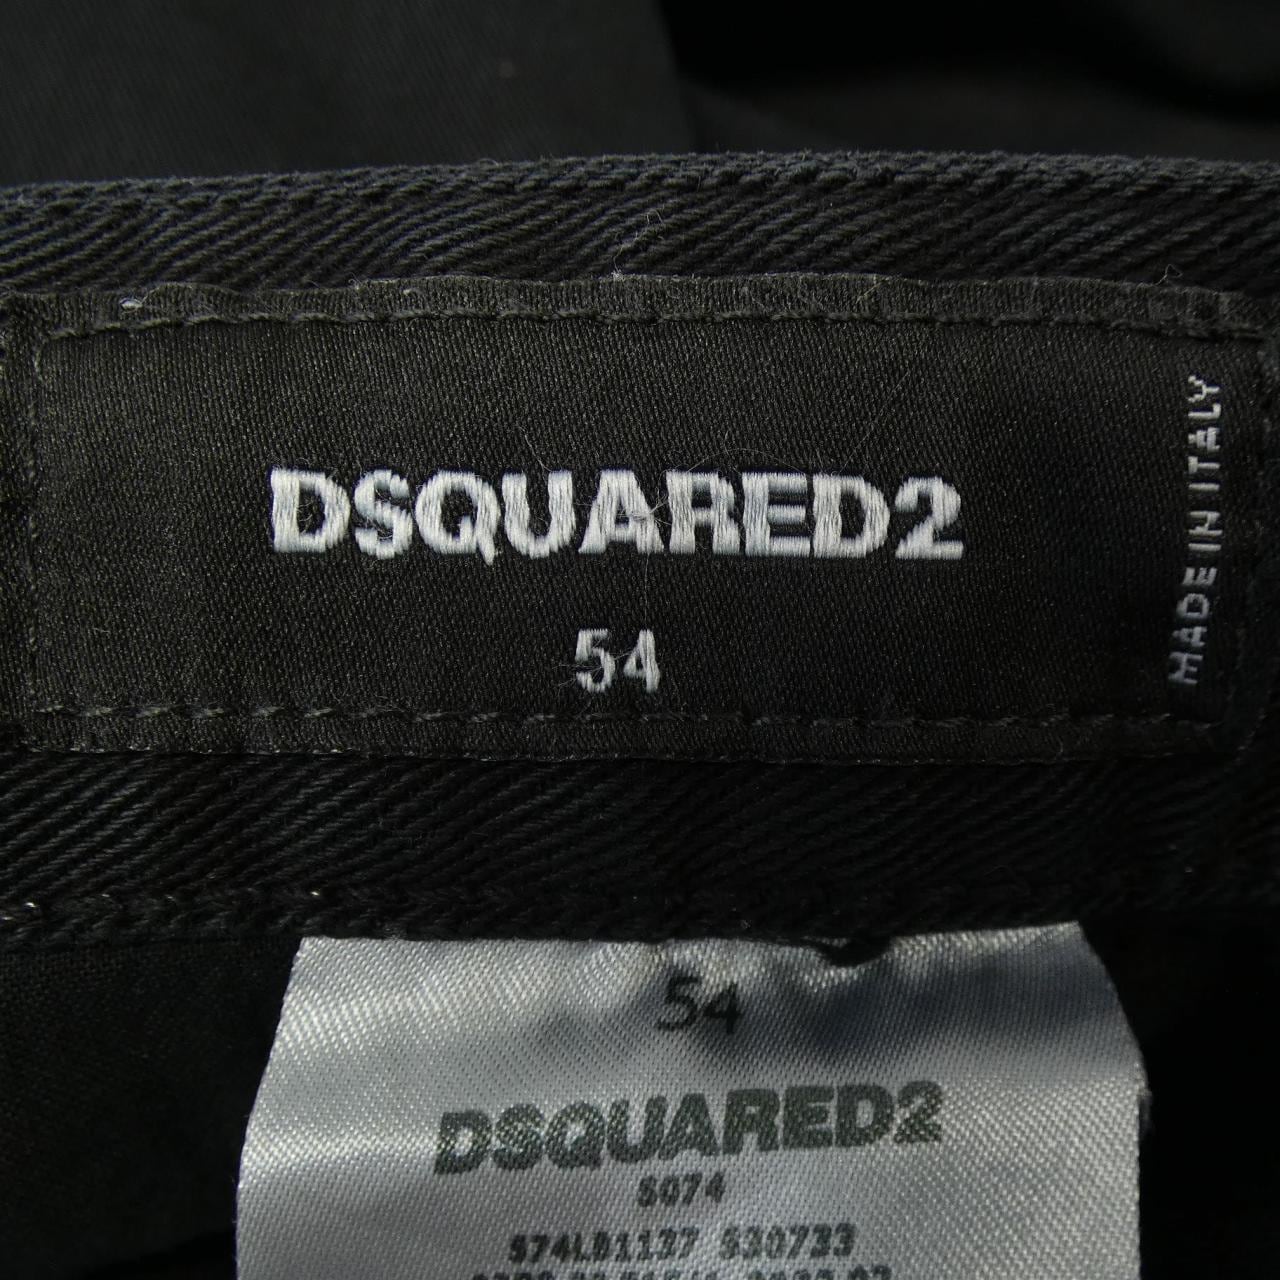 DSQUARED2
54
MADE IN ITALY
54
DSQUARED2
S074
S74LB1137 S30733